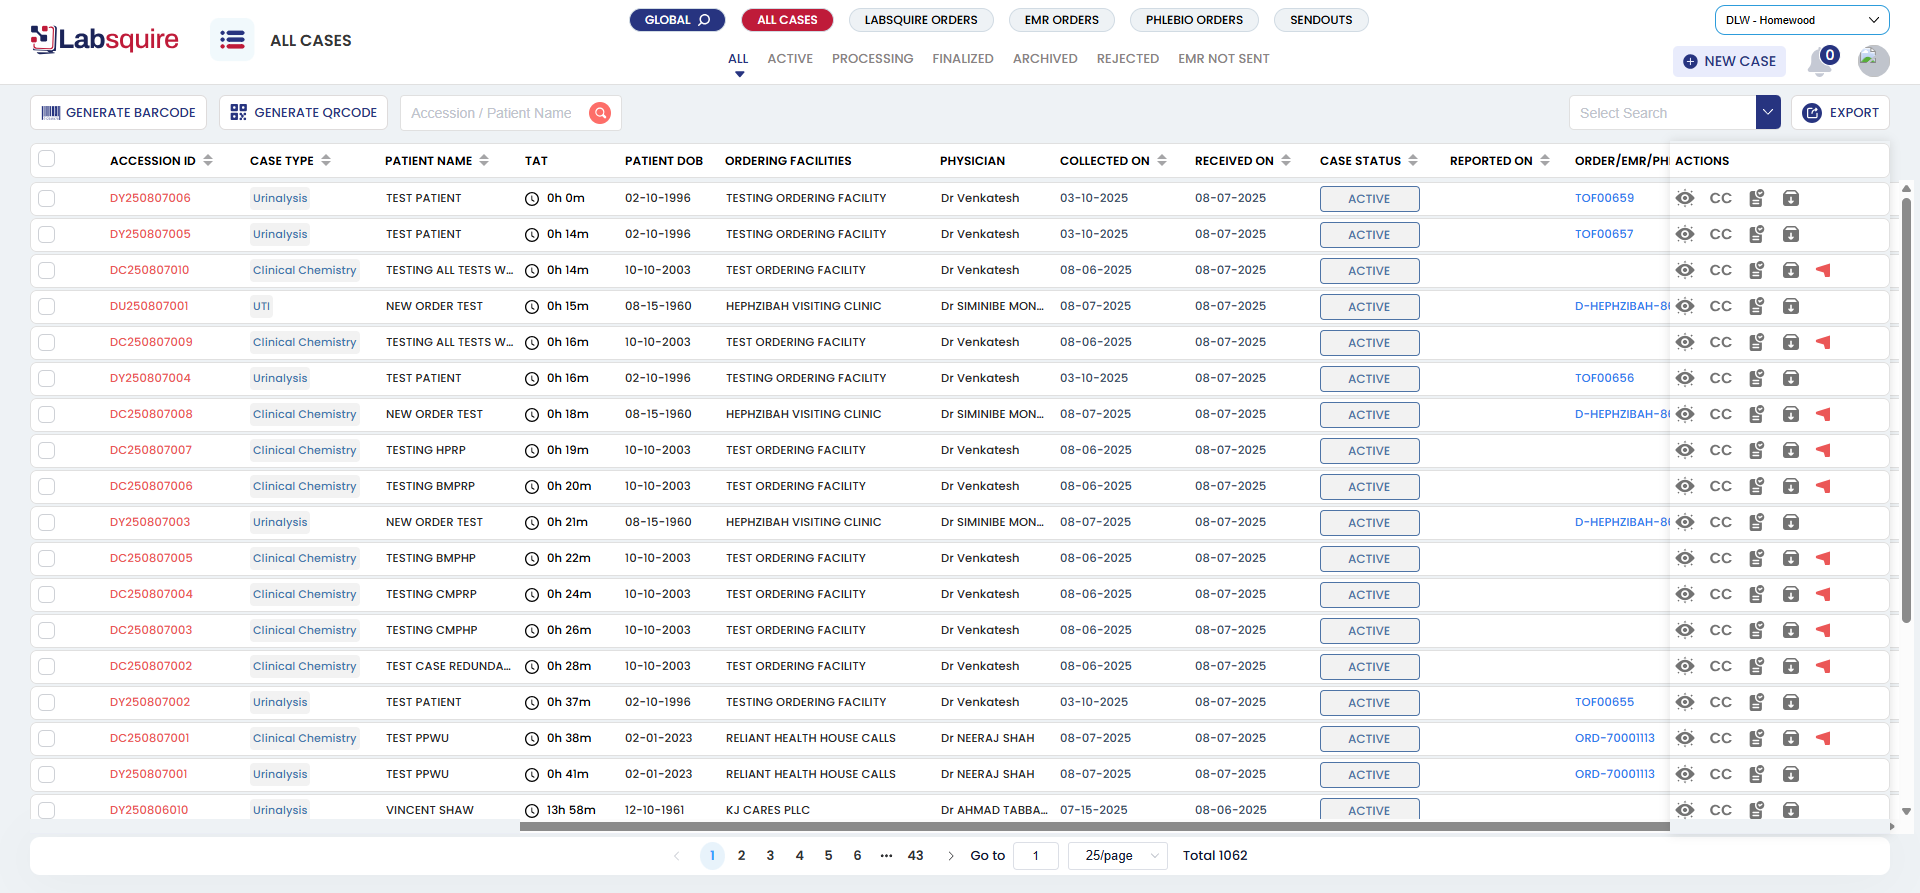 Labsquire
ALL CASES
GLOBAL
ALL CASES
LABSQUIRE ORDERS
EMR ORDERS
PHLEBIO ORDERS
SENDOUTS
ALL ACTIVE PROCESSING FINALIZED ARCHIVED REJECTED EMR NOT SENT
DLW - Homewood
NEW CASE
0
GENERATE BARCODE
GENERATE QRCODE
Accession / Patient Name
Select Search
EXPORT
ACCESSION ID CASE TYPE PATIENT NAME TAT PATIENT DOB ORDERING FACILITIES PHYSICIAN COLLECTED ON RECEIVED ON CASE STATUS REPORTED ON ORDER/EMR/PH ACTIONS
DY250807006 Urinalysis TEST PATIENT 0h 0m 02-10-1996 TESTING ORDERING FACILITY Dr Venkatesh 03-10-2025 08-07-2025 ACTIVE TOF00659 CC
DY250807005 Urinalysis TEST PATIENT 0h 14m 02-10-1996 TESTING ORDERING FACILITY Dr Venkatesh 03-10-2025 08-07-2025 ACTIVE TOF00657 CC
DC250807010 Clinical Chemistry TESTING ALL TESTS W... 0h 14m 10-10-2003 TEST ORDERING FACILITY Dr Venkatesh 08-06-2025 08-07-2025 ACTIVE CC
DU250807001 UTI NEW ORDER TEST 0h 15m 08-15-1960 HEPHZIBAH VISITING CLINIC Dr SIMINIBE MON... 08-07-2025 08-07-2025 ACTIVE D-HEPHZIBAH-8 CC
DC250807009 Clinical Chemistry TESTING ALL TESTS W... 0h 16m 10-10-2003 TEST ORDERING FACILITY Dr Venkatesh 08-06-2025 08-07-2025 ACTIVE CC
DY250807004 Urinalysis TEST PATIENT 0h 16m 02-10-1996 TESTING ORDERING FACILITY Dr Venkatesh 03-10-2025 08-07-2025 ACTIVE TOF00656 CC
DC250807008 Clinical Chemistry NEW ORDER TEST 0h 18m 08-15-1960 HEPHZIBAH VISITING CLINIC Dr SIMINIBE MON... 08-07-2025 08-07-2025 ACTIVE D-HEPHZIBAH-8 CC
DC250807007 Clinical Chemistry TESTING HPRP 0h 19m 10-10-2003 TEST ORDERING FACILITY Dr Venkatesh 08-06-2025 08-07-2025 ACTIVE CC
DC250807006 Clinical Chemistry TESTING BMPRP 0h 20m 10-10-2003 TEST ORDERING FACILITY Dr Venkatesh 08-06-2025 08-07-2025 ACTIVE CC
DY250807003 Urinalysis NEW ORDER TEST 0h 21m 08-15-1960 HEPHZIBAH VISITING CLINIC Dr SIMINIBE MON... 08-07-2025 08-07-2025 ACTIVE D-HEPHZIBAH-8 CC
DC250807005 Clinical Chemistry TESTING BMPHP 0h 22m 10-10-2003 TEST ORDERING FACILITY Dr Venkatesh 08-06-2025 08-07-2025 ACTIVE CC
DC250807004 Clinical Chemistry TESTING CMPRP 0h 24m 10-10-2003 TEST ORDERING FACILITY Dr Venkatesh 08-06-2025 08-07-2025 ACTIVE CC
DC250807003 Clinical Chemistry TESTING CMPHP 0h 26m 10-10-2003 TEST ORDERING FACILITY Dr Venkatesh 08-06-2025 08-07-2025 ACTIVE CC
DC250807002 Clinical Chemistry TEST CASE REDUNDA... 0h 28m 10-10-2003 TEST ORDERING FACILITY Dr Venkatesh 08-06-2025 08-07-2025 ACTIVE CC
DY250807002 Urinalysis TEST PATIENT 0h 37m 02-10-1996 TESTING ORDERING FACILITY Dr Venkatesh 03-10-2025 08-07-2025 ACTIVE TOF00655 CC
DC250807001 Clinical Chemistry TEST PPWU 0h 38m 02-01-2023 RELIANT HEALTH HOUSE CALLS Dr NEERAJ SHAH 08-07-2025 08-07-2025 ACTIVE ORD-70001113 CC
DY250807001 Urinalysis TEST PPWU 0h 41m 02-01-2023 RELIANT HEALTH HOUSE CALLS Dr NEERAJ SHAH 08-07-2025 08-07-2025 ACTIVE ORD-70001113 CC
DY250806010 Urinalysis VINCENT SHAW 13h 58m 12-10-1961 KJ CARES PLLC Dr AHMAD TABBA... 07-15-2025 08-06-2025 ACTIVE CC
1 2 3 4 5 6 ••• 43 Go to 1 25/page Total 1062